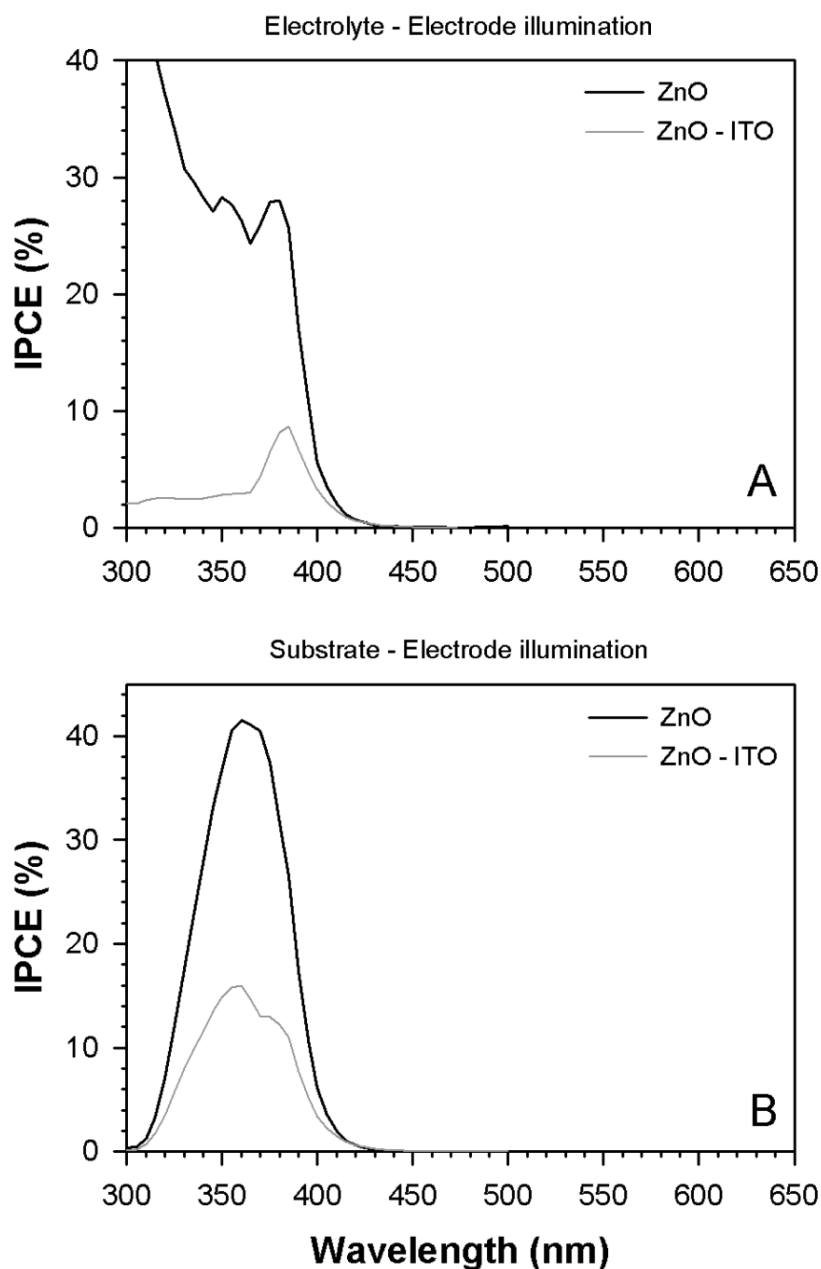 Electrolyte - Electrode illumination
40
30
20
10
0
IPCE (%)
ZnO
ZnO - ITO
A
300 350 400 450 500 550 600 650
Substrate - Electrode illumination
40
30
20
10
0
IPCE (%)
ZnO
ZnO - ITO
B
300 350 400 450 500 550 600 650
Wavelength (nm)